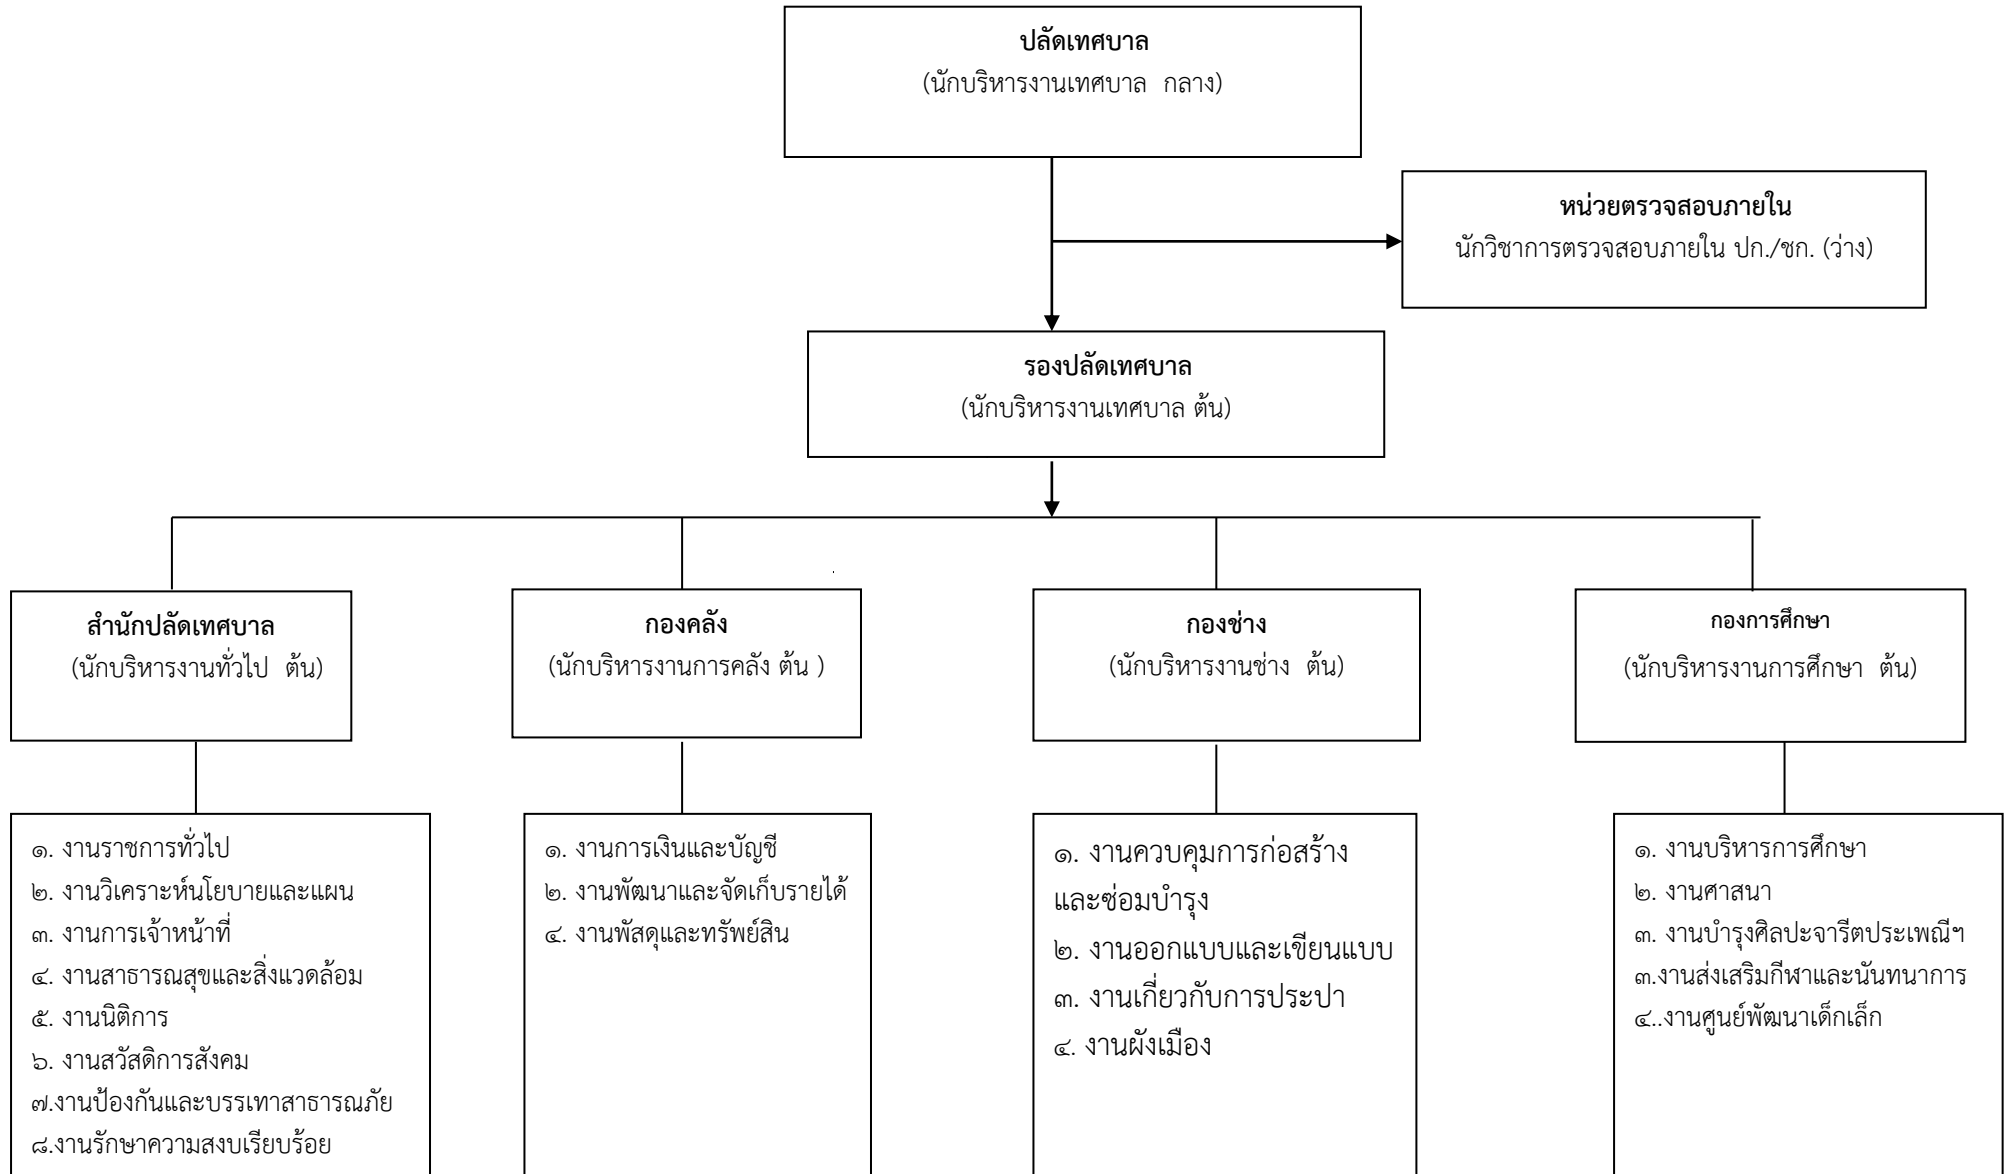 ปลัดเทศบาล
(นักบริหารงานเทศบาล  กลาง)
หน่วยตรวจสอบภายใน
นักวิชาการตรวจสอบภายใน ปก./ชก. (ว่าง)
รองปลัดเทศบาล
(นักบริหารงานเทศบาล ต้น)
สำนักปลัดเทศบาล
(นักบริหารงานทั่วไป  ต้น)
กองคลัง
(นักบริหารงานการคลัง ต้น )
กองช่าง
(นักบริหารงานช่าง  ต้น)
กองการศึกษา
(นักบริหารงานการศึกษา  ต้น)
๑. งานราชการทั่วไป
๒. งานวิเคราะห์นโยบายและแผน
๓. งานการเจ้าหน้าที่
๔. งานสาธารณสุขและสิ่งแวดล้อม
๕. งานนิติการ
๖. งานสวัสดิการสังคม
๗.งานป้องกันและบรรเทาสาธารณภัย
๘.งานรักษาความสงบเรียบร้อย
๑. งานการเงินและบัญชี
๒. งานพัฒนาและจัดเก็บรายได้
๔. งานพัสดุและทรัพย์สิน
๑. งานควบคุมการก่อสร้าง
และซ่อมบำรุง
๒. งานออกแบบและเขียนแบบ
๓. งานเกี่ยวกับการประปา
๔. งานผังเมือง
๑. งานบริหารการศึกษา
๒. งานศาสนา
๓. งานบำรุงศิลปะจารีตประเพณีฯ
๓.งานส่งเสริมกีฬาและนันทนาการ
๔..งานศูนย์พัฒนาเด็กเล็ก